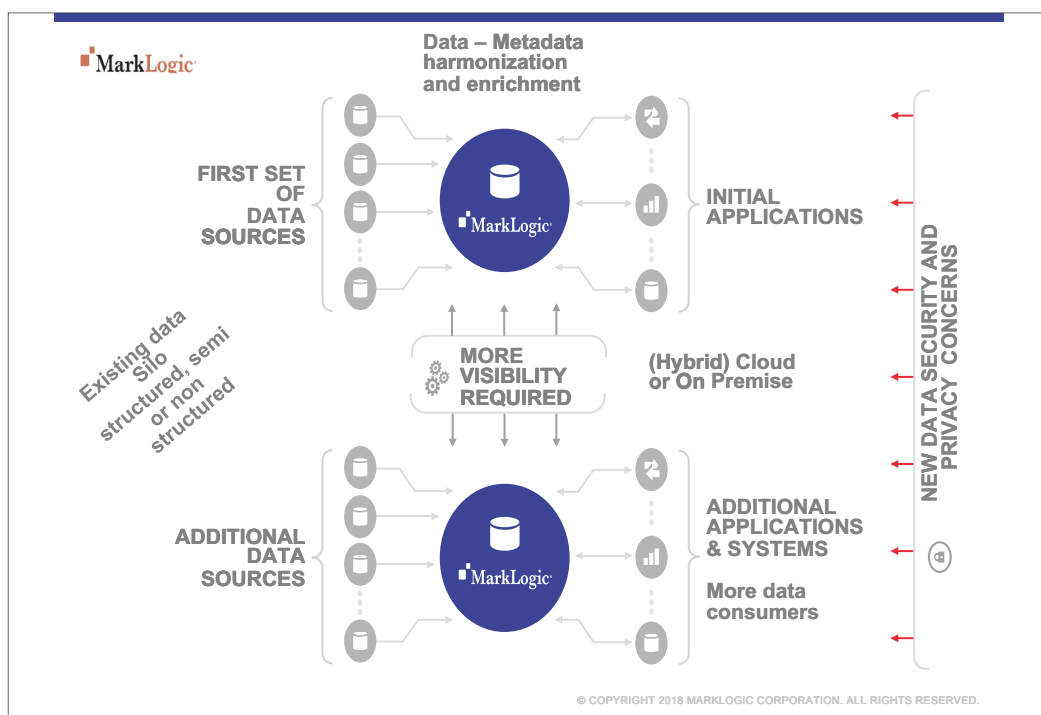 MarkLogic
Data – Metadata
harmonization
and enrichment
FIRST SET
OF
DATA
SOURCES
MarkLogic
INITIAL
APPLICATIONS
Existing data
Silo
structured, semi
or non
structured
MORE
VISIBILITY
REQUIRED
(Hybrid) Cloud
or On Premise
NEW DATA SECURITY AND
PRIVACY CONCERNS
ADDITIONAL
DATA
SOURCES
MarkLogic
ADDITIONAL
APPLICATIONS
& SYSTEMS
More data
consumers
© COPYRIGHT 2018 MARKLOGIC CORPORATION. ALL RIGHTS RESERVED.